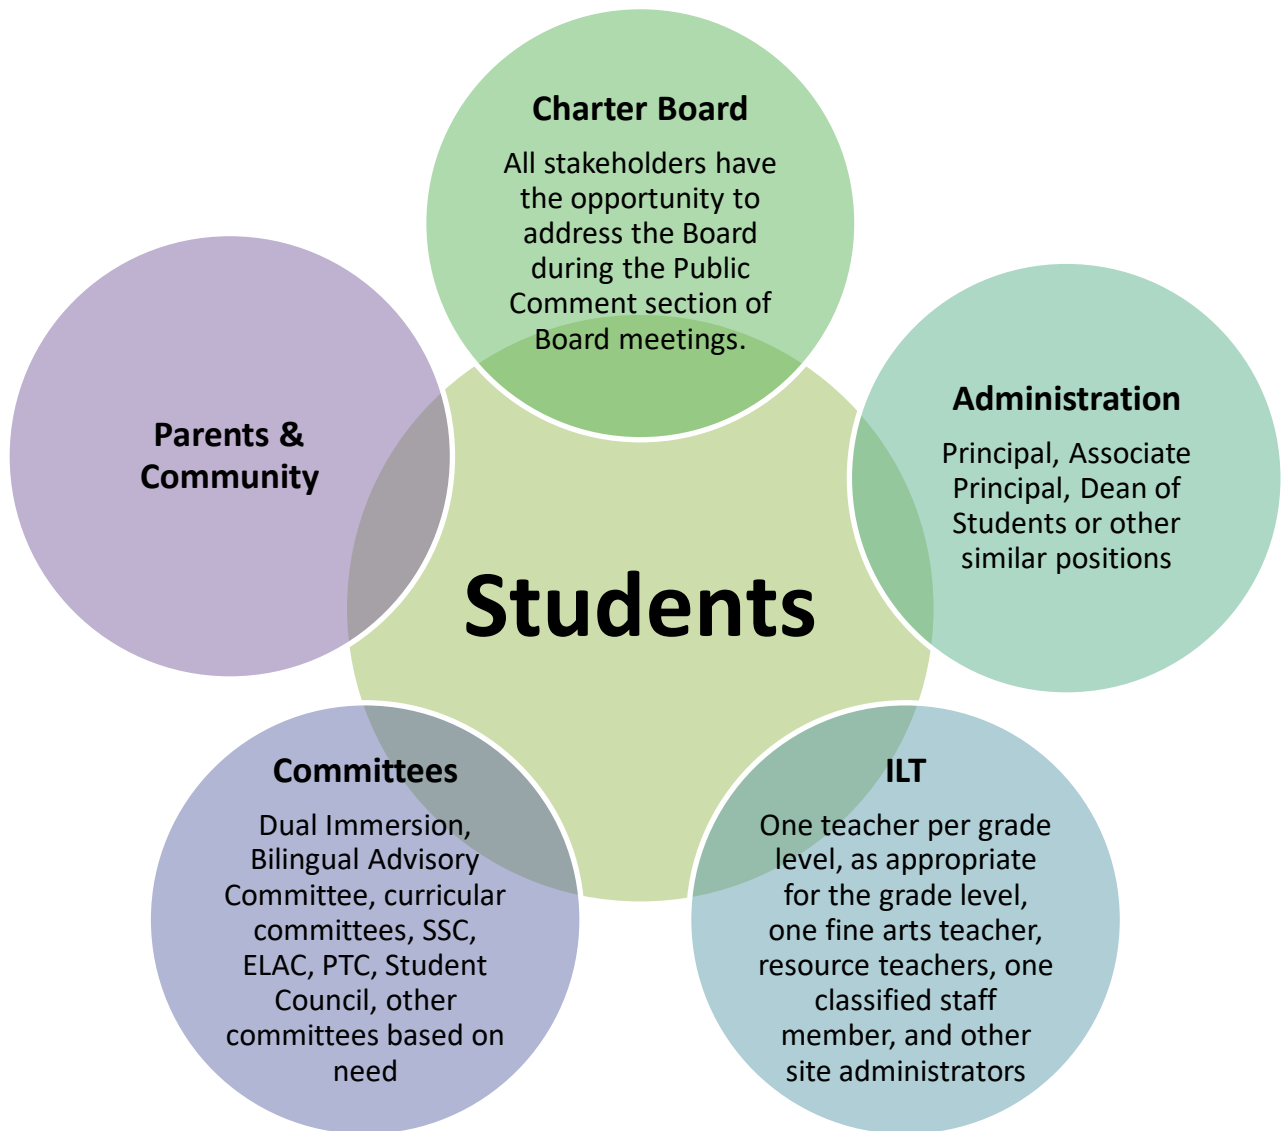 Charter Board
All stakeholders have
the opportunity to
address the Board
during the Public
Comment section of
Board meetings.
Administration
Principal, Associate
Principal, Dean of
Students or other
similar positions
Parents &
Community
Students
Committees
Dual Immersion,
Bilingual Advisory
Committee, curricular
committees, SSC,
ELAC, PTC, Student
Council, other
committees based on
need
ILT
One teacher per grade
level, as appropriate
for the grade level,
one fine arts teacher,
resource teachers, one
classified staff
member, and other
site administrators